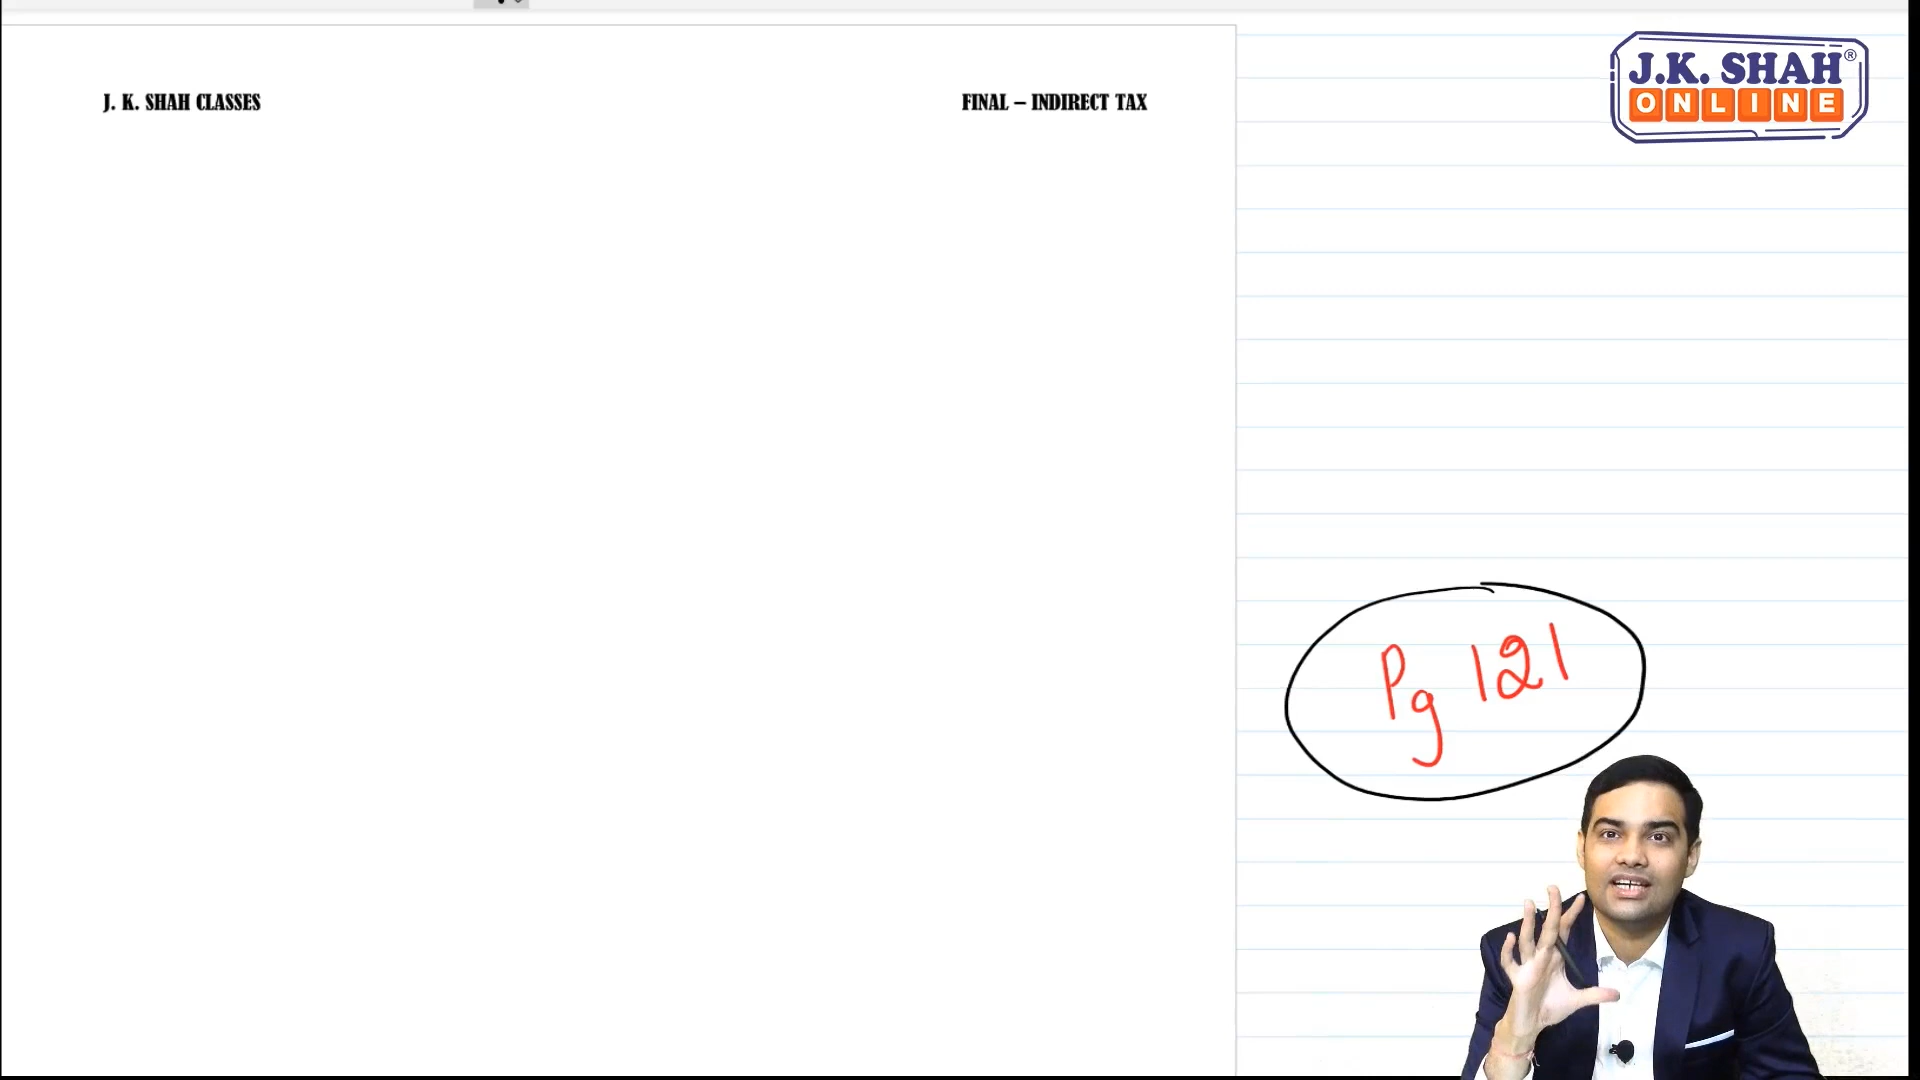 J. K. SHAH CLASSES
FINAL – INDIRECT TAX
J.K. SHAH®
ONLINE
Pg 121